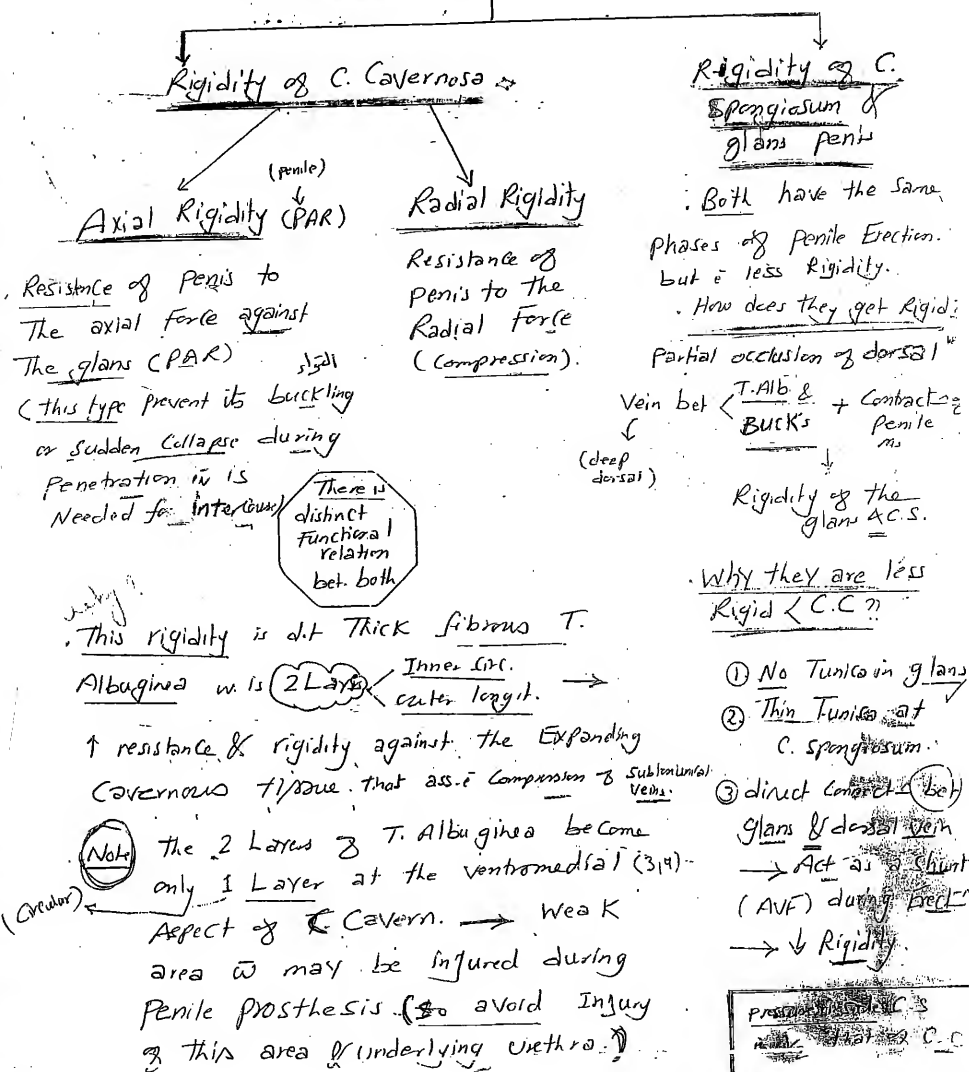 Rigidity of C. Cavernosa
(penile)
Axial Rigidity (PAR)
. Resistence of Penis to
The axial Force against
The glans (PAR)
التواء
(this type prevent its buckling
or Sudden Collapse during
Penetration is
Needed for intercourse)
Radial Rigidity
Resistance of
penis to the
Radial Force
(Compression).
There is
distinct
Functional
relation
bet. both
why?
. This rigidity is d.t Thick fibrous T.
Albuginea w. is 2 Layers
Inner circ.
outer longit.
↑ resistance & rigidity against the Expanding
Cavernous tissue. that ass. c̄ Compression of subtunical
veins.
Note
the 2 Layers of T. Albuginea become
only 1 Layer at the ventromedial
(Circular)
Aspect of C. Cavern. → Weak
area w̄ may be injured during
Penile prosthesis (so avoid Injury
of this area & underlying urethra.)
Rigidity of C.
Spongiosum &
glans penis
. Both have the same
phases of penile Erection.
but c̄ less Rigidity.
. How does they get Rigid:
Partial occlusion of dorsal
Vein bet < T.Alb. & BUCK's + Contract of Penile ms
(deep
dorsal)
↓
Rigidity of the
glans & C.S.
. Why they are less
Rigid < C.C ??
① No Tunica in glans
② Thin Tunica at
C. spongiosum.
③ direct connect bet
glans & dorsal vein
→ Act as a Shunt
(AVF) during Erect
→ ↓ Rigidity.
C.S
that of C.C